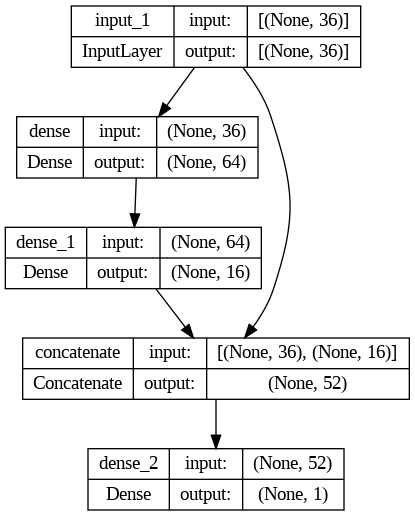 input_1 input: [(None, 36)]
InputLayer output: [(None, 36)]
dense input: (None, 36)
Dense output: (None, 64)
dense_1 input: (None, 64)
Dense output: (None, 16)
concatenate input: [(None, 36), (None, 16)]
Concatenate output: (None, 52)
dense_2 input: (None, 52)
Dense output: (None, 1)